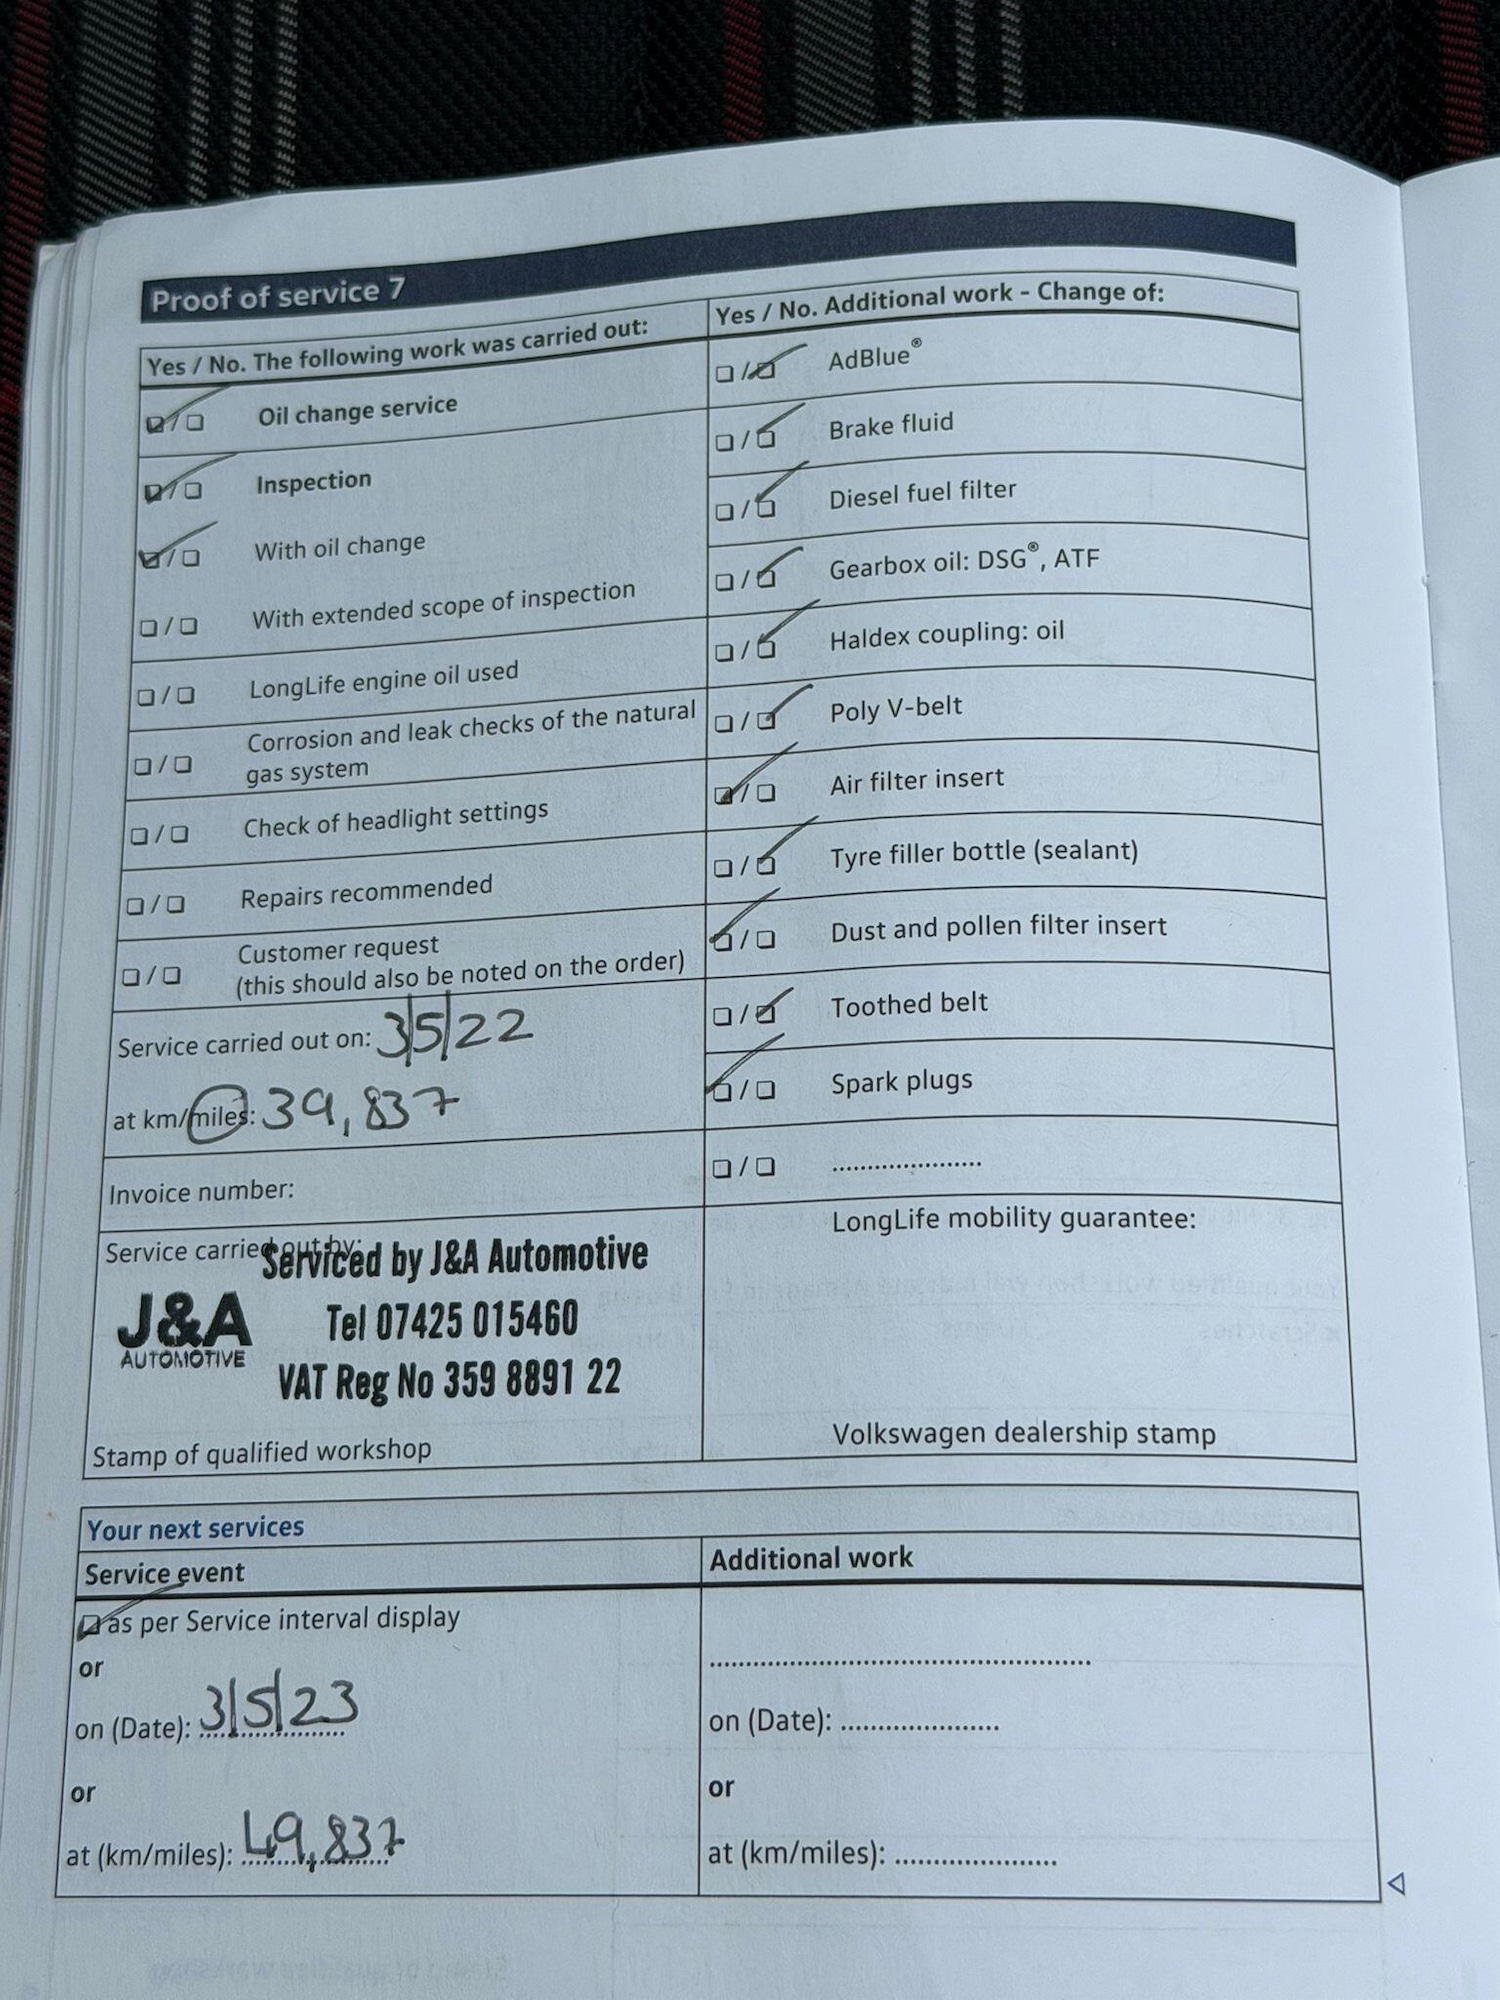 Proof of service 7
Yes / No. The following work was carried out:
Oil change service
Inspection
With oil change
With extended scope of inspection
LongLife engine oil used
Corrosion and leak checks of the natural
gas system
Check of headlight settings
Repairs recommended
Customer request
(this should also be noted on the order)
Service carried out on: 3/5/22
at km/miles: 39,837
Invoice number:
Service carried out by:
Serviced by J&A Automotive
J&A
AUTOMOTIVE
Tel 07425 015460
VAT Reg No 359 8891 22
Stamp of qualified workshop
Yes / No. Additional work - Change of:
AdBlue®
Brake fluid
Diesel fuel filter
Gearbox oil: DSG®, ATF
Haldex coupling: oil
Poly V-belt
Air filter insert
Tyre filler bottle (sealant)
Dust and pollen filter insert
Toothed belt
Spark plugs
LongLife mobility guarantee:
Volkswagen dealership stamp
Your next services
Service event
as per Service interval display
or
on (Date): 3/5/23
or
at (km/miles): 49,837
Additional work
on (Date):
or
at (km/miles):